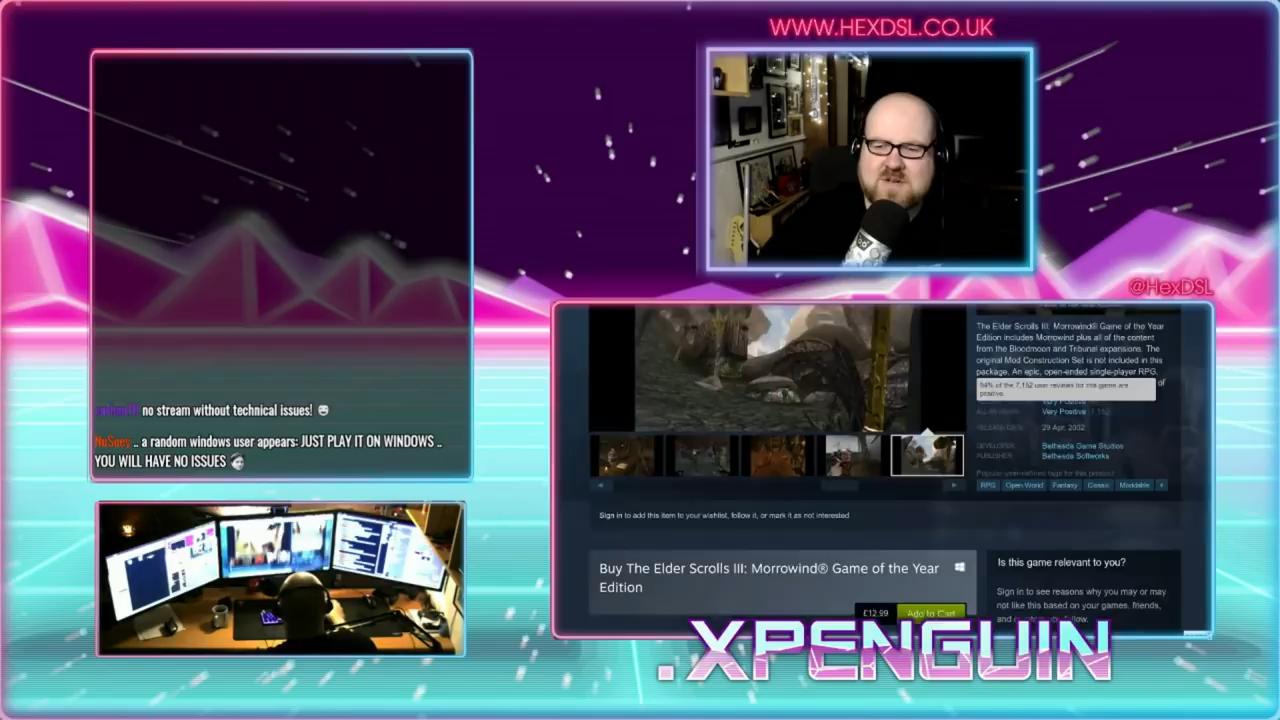 WWW.HEXDSL.CO.UK
@HexDSL
no stream without technical issues!
NuSuey .. a random windows user appears: JUST PLAY IT ON WINDOWS ..
YOU WILL HAVE NO ISSUES
The Elder Scrolls III: Morrowind® Game of the Year
Edition includes Morrowind plus all of the content
from the Bloodmoon and Tribunal expansions. The
original Mod Construction Set is not included in this
package. An epic, open-ended single-player RPG,
of
94% of the 7,152 user reviews for this game are
positive.
Very Positive
Very Positive
RELEASE DATE: 29 Apr, 2002
DEVELOPER: Bethesda Game Studios
PUBLISHER: Bethesda Softworks
Popular user-defined tags for this product:
RPG Open World Fantasy Classic Moddable +
Sign in to add this item to your wishlist, follow it, or mark it as not interested
Buy The Elder Scrolls III: Morrowind® Game of the Year
Edition
£12.99 Add to Cart
Is this game relevant to you?
Sign in to see reasons why you may or may
not like this based on your games, friends,
and follow.
.XPENGUIN